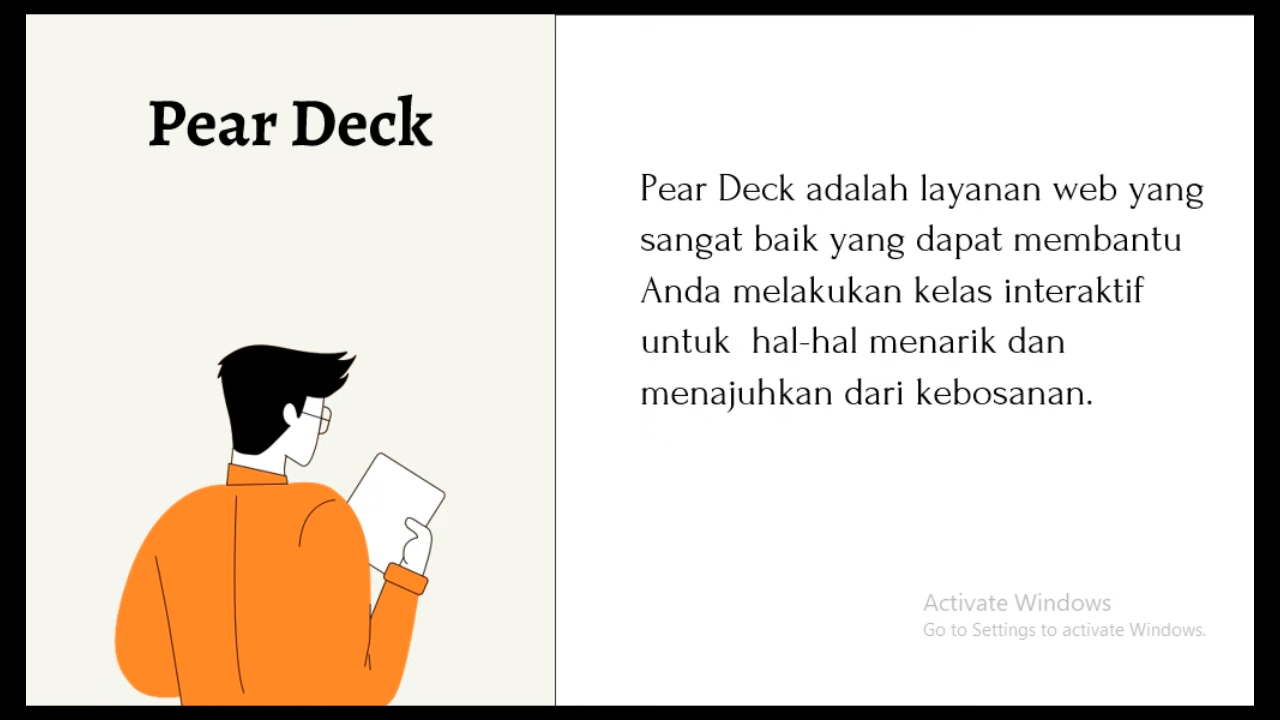 Pear Deck
Pear Deck adalah layanan web yang
sangat baik yang dapat membantu
Anda melakukan kelas interaktif
untuk  hal-hal menarik dan
menajuhkan dari kebosanan.
Activate Windows
Go to Settings to activate Windows.